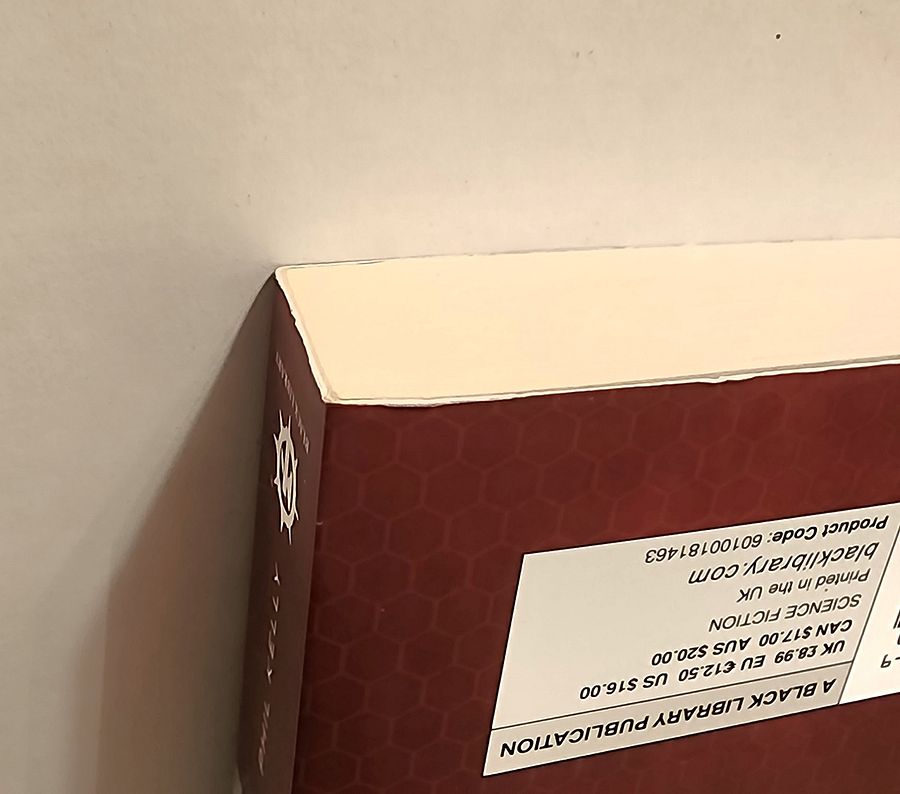 A BLACK LIBRARY PUBLICATION
UK £8.99 EU €12.50 US $16.00
CAN $17.00 AUS $20.00
SCIENCE FICTION
Printed in the UK
blacklibrary.com
Product Code: 60100181463